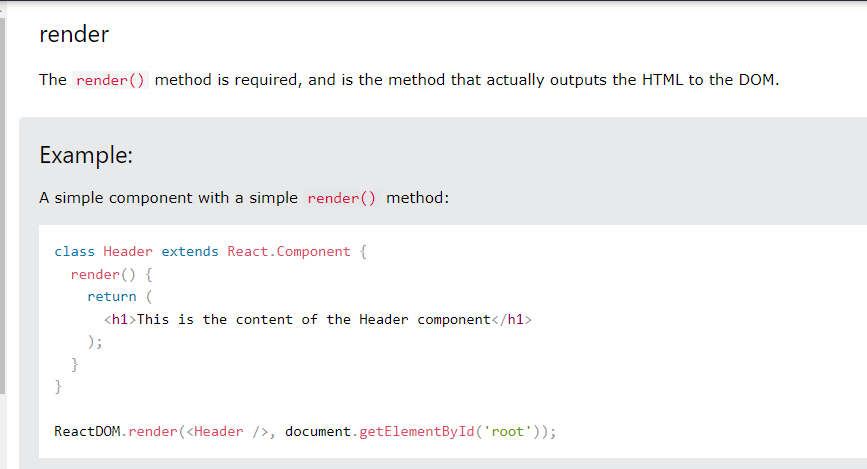 render
The render() method is required, and is the method that actually outputs the HTML to the DOM.
Example:
A simple component with a simple render() method:
class Header extends React.Component {
  render() {
    return (
      <h1>This is the content of the Header component</h1>
    );
  }
}
ReactDOM.render(<Header />, document.getElementById('root'));